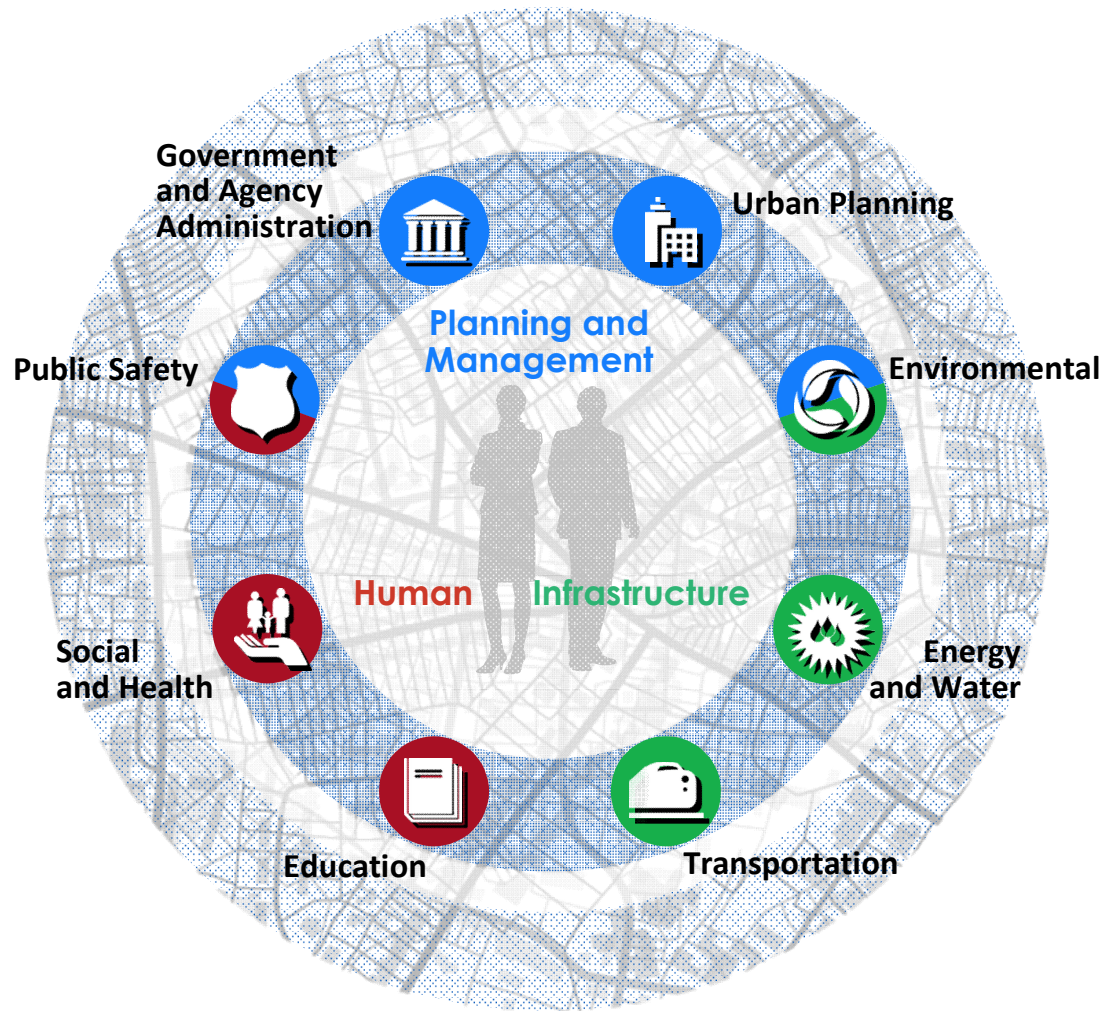 Government
and Agency
Administration
Urban Planning
Planning and
Management
Public Safety
Environmental
Human
Infrastructure
Social
and Health
Energy
and Water
Education
Transportation